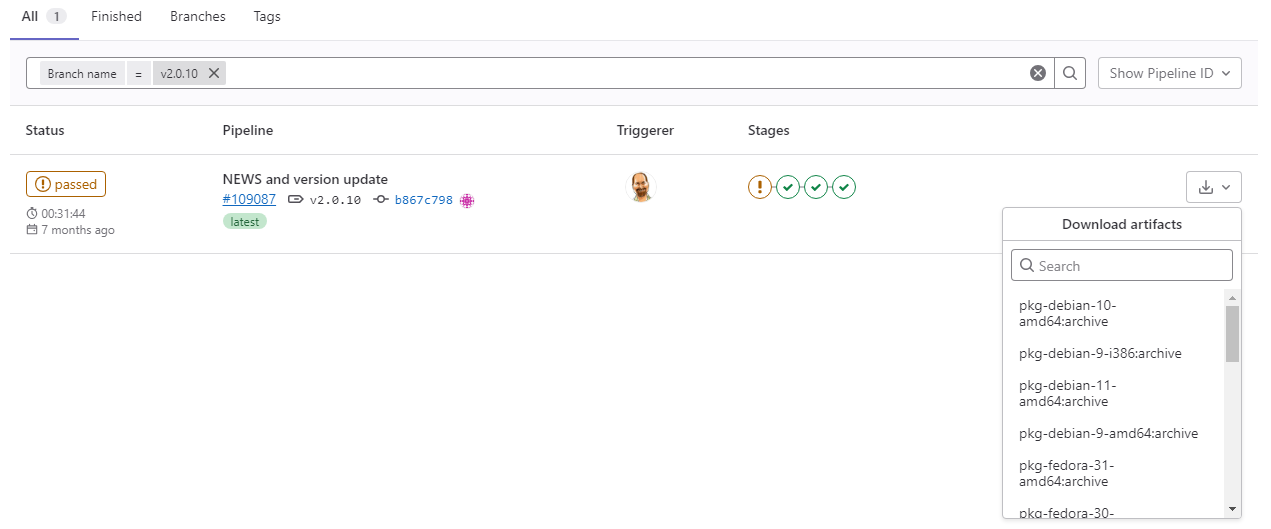 All 1 Finished Branches Tags
Branch name = v2.0.10 Show Pipeline ID
Status Pipeline Triggerer Stages
passed
00:31:44
7 months ago
NEWS and version update
#109087 v2.0.10 b867c798
latest
Download artifacts
Search
pkg-debian-10-
amd64:archive
pkg-debian-9-i386:archive
pkg-debian-11-
amd64:archive
pkg-debian-9-amd64:archive
pkg-fedora-31-
amd64:archive
pkg-fedora-30-